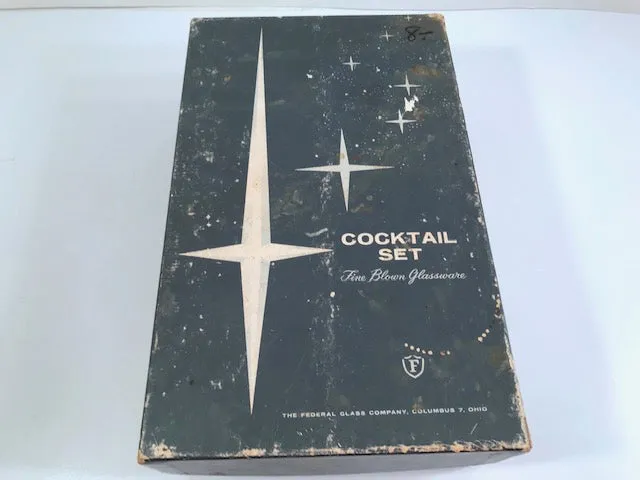 8-
COCKTAIL
SET
Fine Blown Glassware
F
THE FEDERAL GLASS COMPANY, COLUMBUS 7, OHIO